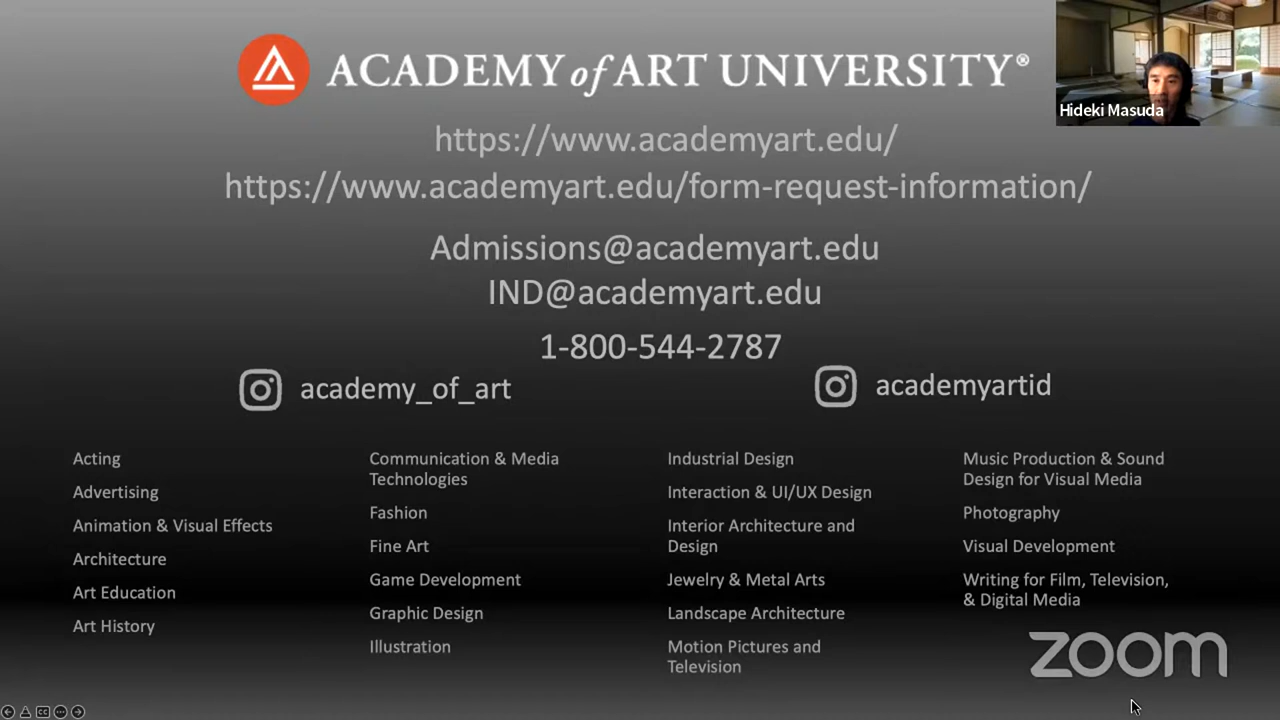 ACADEMY of ART UNIVERSITY®
Hideki Masuda
https://www.academyart.edu/
https://www.academyart.edu/form-request-information/
Admissions@academyart.edu
IND@academyart.edu
1-800-544-2787
academy_of_art
academyartid
Acting
Advertising
Animation & Visual Effects
Architecture
Art Education
Art History
Communication & Media
Technologies
Fashion
Fine Art
Game Development
Graphic Design
Illustration
Industrial Design
Interaction & UI/UX Design
Interior Architecture and
Design
Jewelry & Metal Arts
Landscape Architecture
Motion Pictures and
Television
Music Production & Sound
Design for Visual Media
Photography
Visual Development
Writing for Film, Television,
& Digital Media
zoom
CC